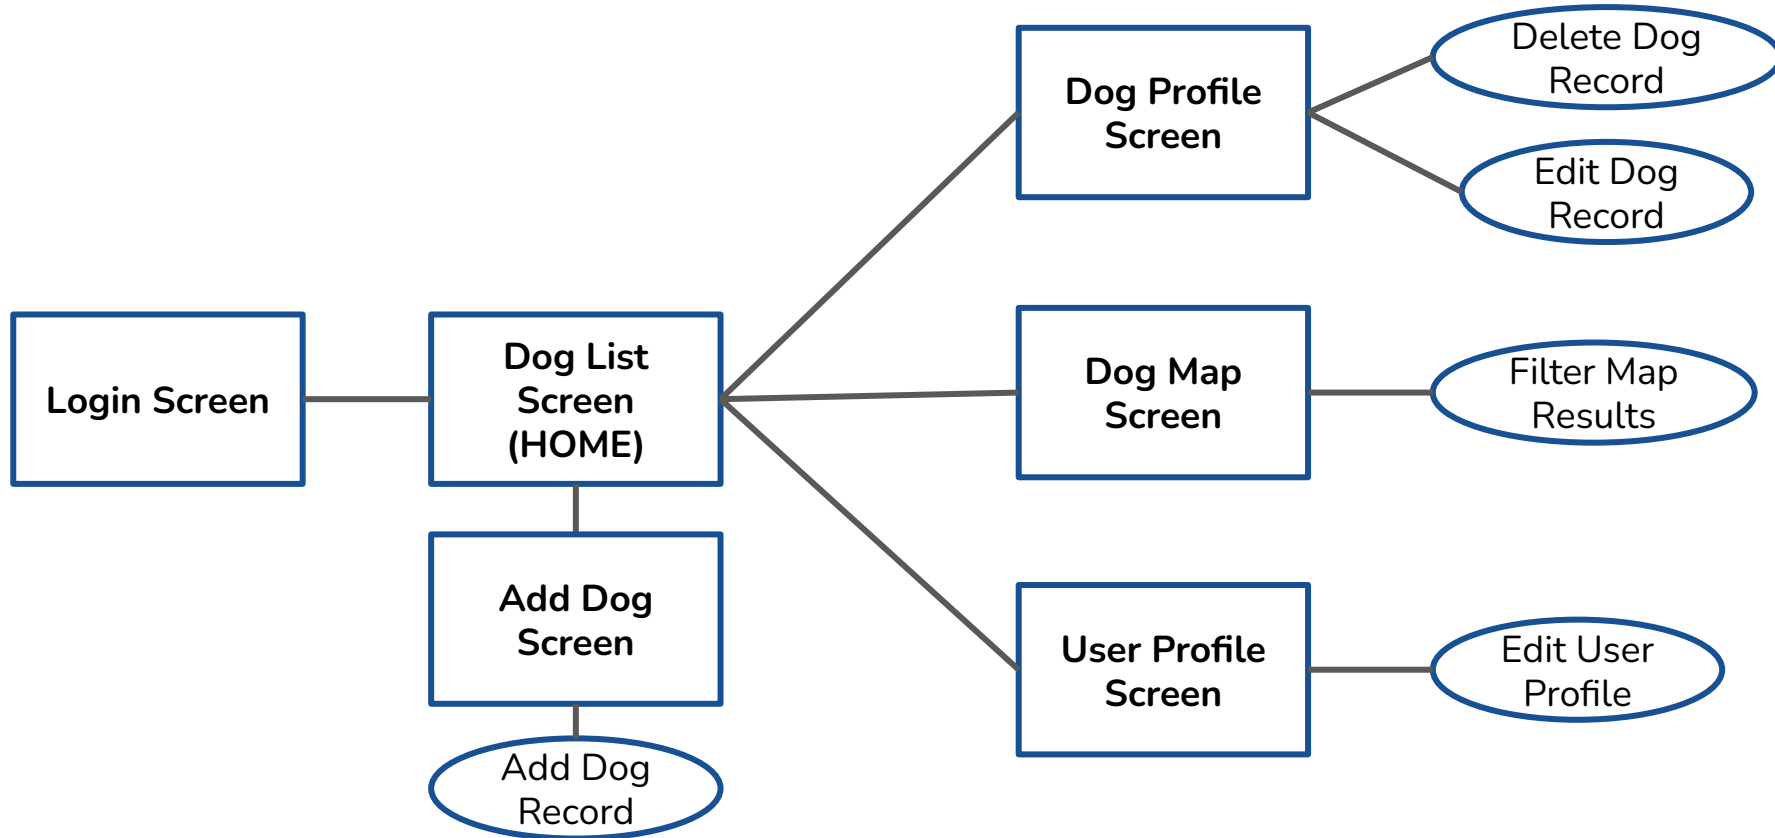 Login Screen
Dog List
Screen
(HOME)
Add Dog
Screen
Add Dog
Record
Dog Profile
Screen
Delete Dog
Record
Edit Dog
Record
Dog Map
Screen
Filter Map
Results
User Profile
Screen
Edit User
Profile